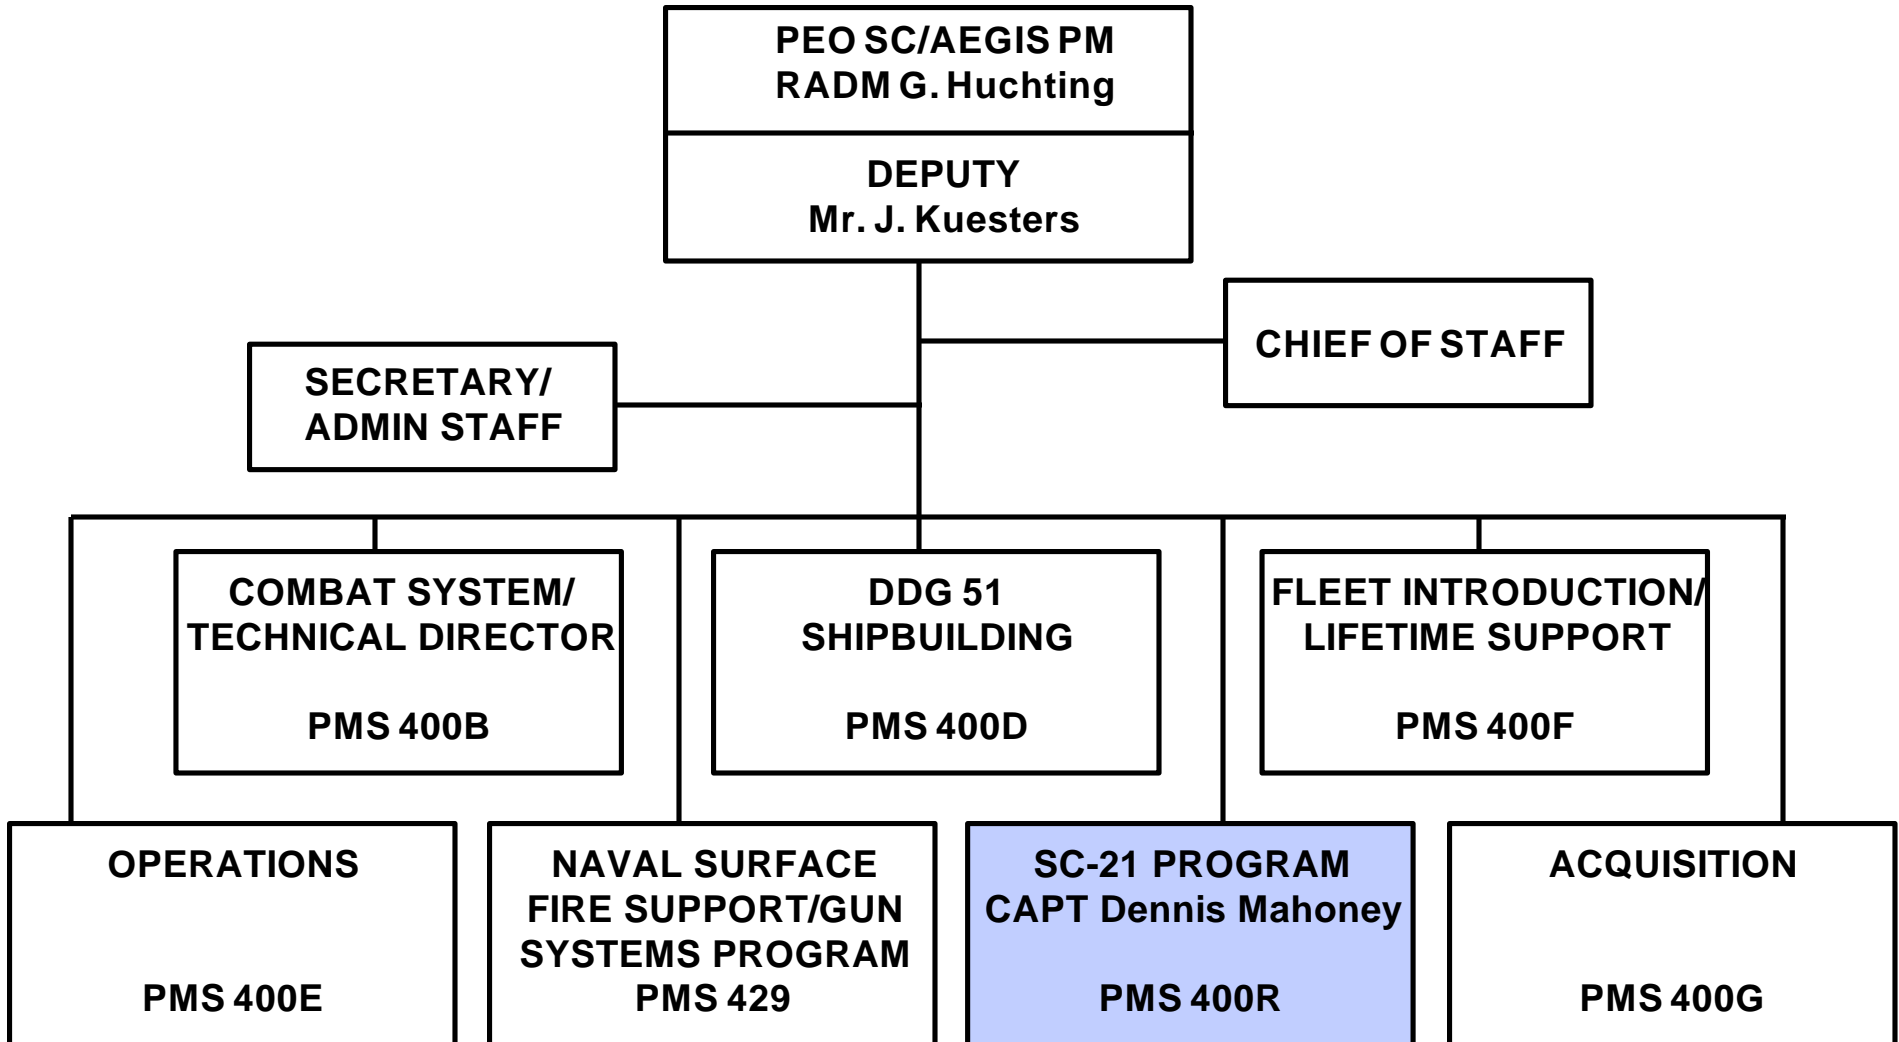 PEO SC/AEGIS PM
RADM G. Huchting
DEPUTY
Mr. J. Kuesters
CHIEF OF STAFF
SECRETARY/
ADMIN STAFF
COMBAT SYSTEM/
TECHNICAL DIRECTOR
PMS 400B
DDG 51
SHIPBUILDING
PMS 400D
FLEET INTRODUCTION/
LIFETIME SUPPORT
PMS 400F
OPERATIONS
PMS 400E
NAVAL SURFACE
FIRE SUPPORT/GUN
SYSTEMS PROGRAM
PMS 429
SC-21 PROGRAM
CAPT Dennis Mahoney
PMS 400R
ACQUISITION
PMS 400G